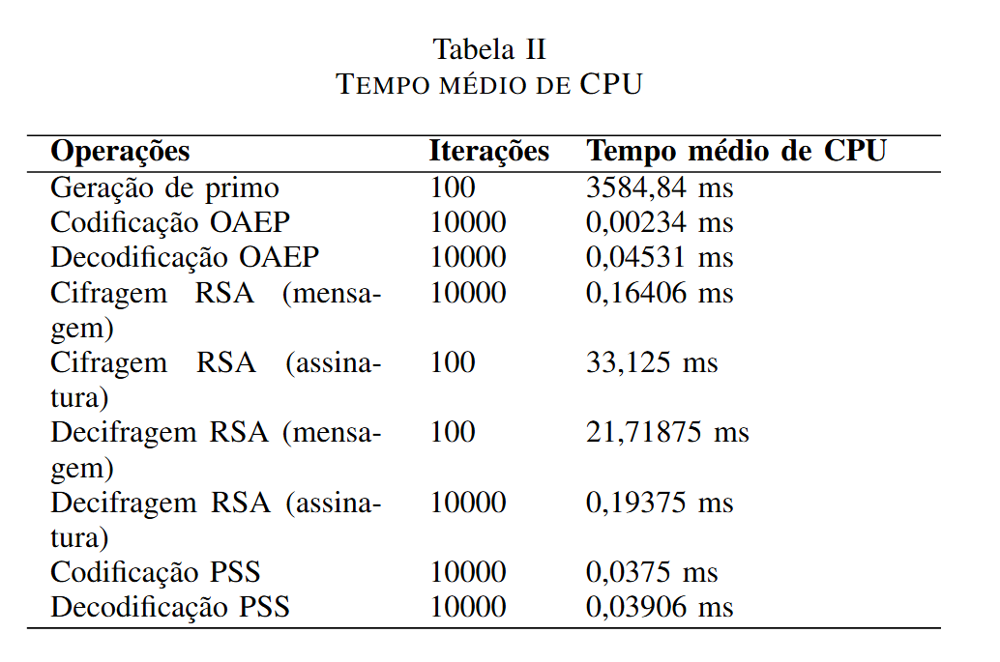 Tabela II
TEMPO MÉDIO DE CPU
Operações Iterações Tempo médio de CPU
Geração de primo 100 3584,84 ms
Codificação OAEP 10000 0,00234 ms
Decodificação OAEP 10000 0,04531 ms
Cifragem RSA (mensa- 10000 0,16406 ms
gem)
Cifragem RSA (assina- 100 33,125 ms
tura)
Decifragem RSA (mensa- 100 21,71875 ms
gem)
Decifragem RSA (assina- 10000 0,19375 ms
tura)
Codificação PSS 10000 0,0375 ms
Decodificação PSS 10000 0,03906 ms